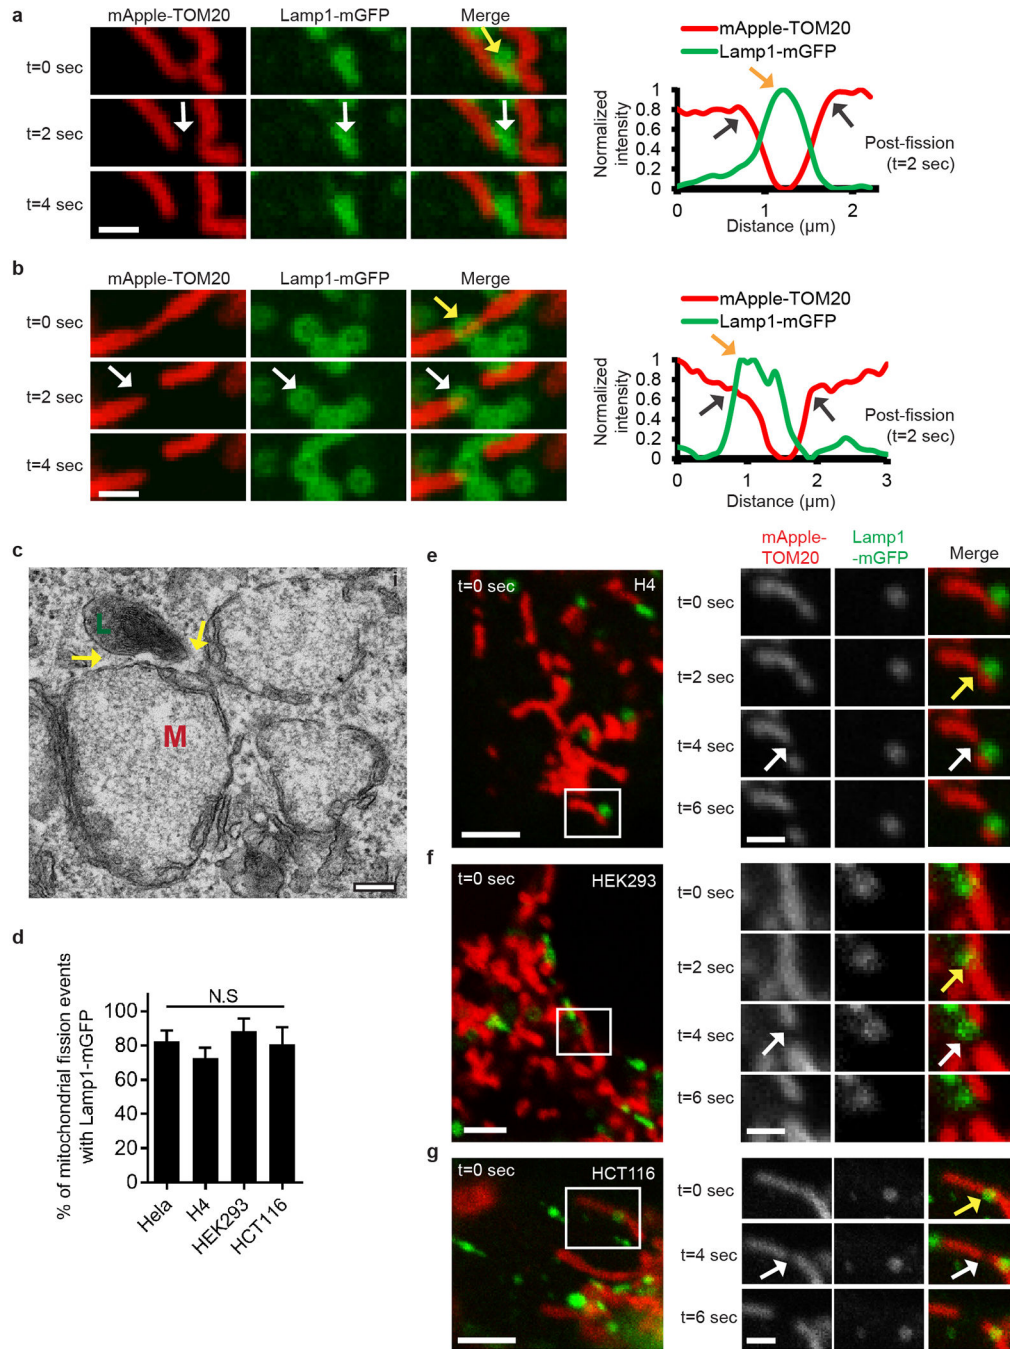 a
mApple-TOM20 Lamp1-mGFP Merge
t=0 sec
t=2 sec
t=4 sec
mApple-TOM20
Lamp1-mGFP
Normalized
intensity
1
0.8
0.6
0.4
0.2
0
0 1 2
Distance (µm)
Post-fission
(t=2 sec)
b
mApple-TOM20 Lamp1-mGFP Merge
t=0 sec
t=2 sec
t=4 sec
mApple-TOM20
Lamp1-mGFP
Normalized
intensity
1
0.8
0.6
0.4
0.2
0
0 1 2 3
Distance (µm)
Post-fission
(t=2 sec)
c
L
M
i
d
% of mitochondrial fission events
with Lamp1-mGFP
N.S
100
80
60
40
20
0
Hela
H4
HEK293
HCT116
e
t=0 sec H4
mApple-
TOM20
Lamp1
-mGFP
Merge
t=0 sec
t=2 sec
t=4 sec
t=6 sec
f
t=0 sec HEK293
t=0 sec
t=2 sec
t=4 sec
t=6 sec
g
t=0 sec HCT116
t=0 sec
t=4 sec
t=6 sec